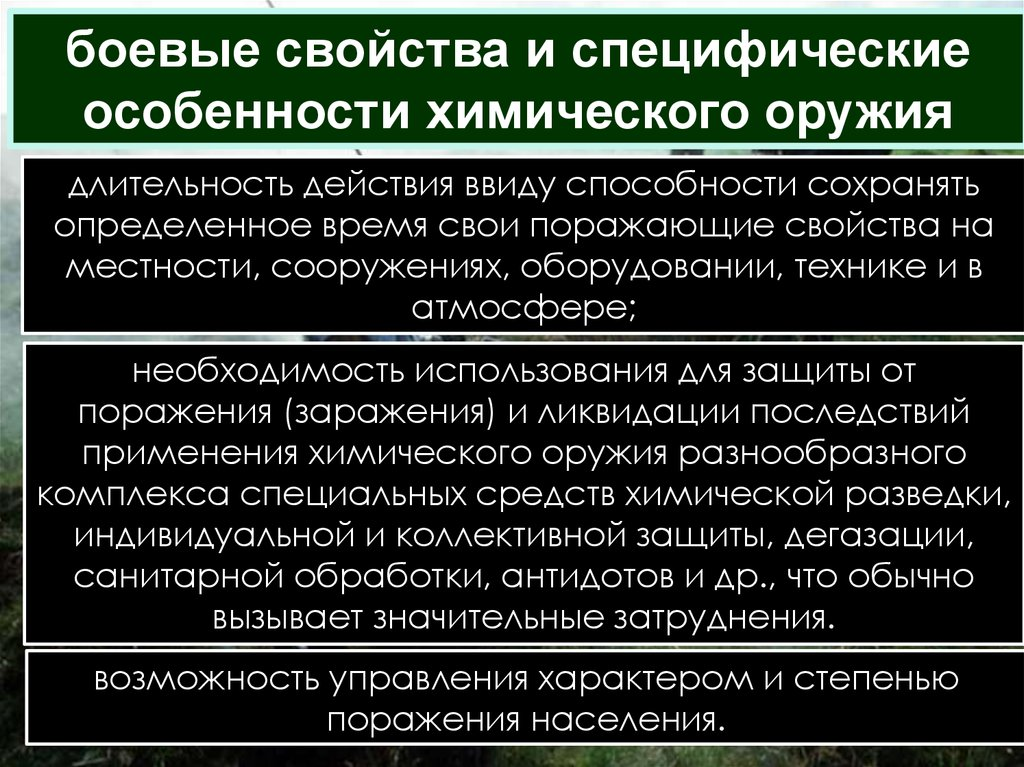 боевые свойства и специфические
особенности химического оружия
длительность действия ввиду способности сохранять
определенное время свои поражающие свойства на
местности, сооружениях, оборудовании, технике и в
атмосфере;
необходимость использования для защиты от
поражения (заражения) и ликвидации последствий
применения химического оружия разнообразного
комплекса специальных средств химической разведки,
индивидуальной и коллективной защиты, дегазации,
санитарной обработки, антидотов и др., что обычно
вызывает значительные затруднения.
возможность управления характером и степенью
поражения населения.